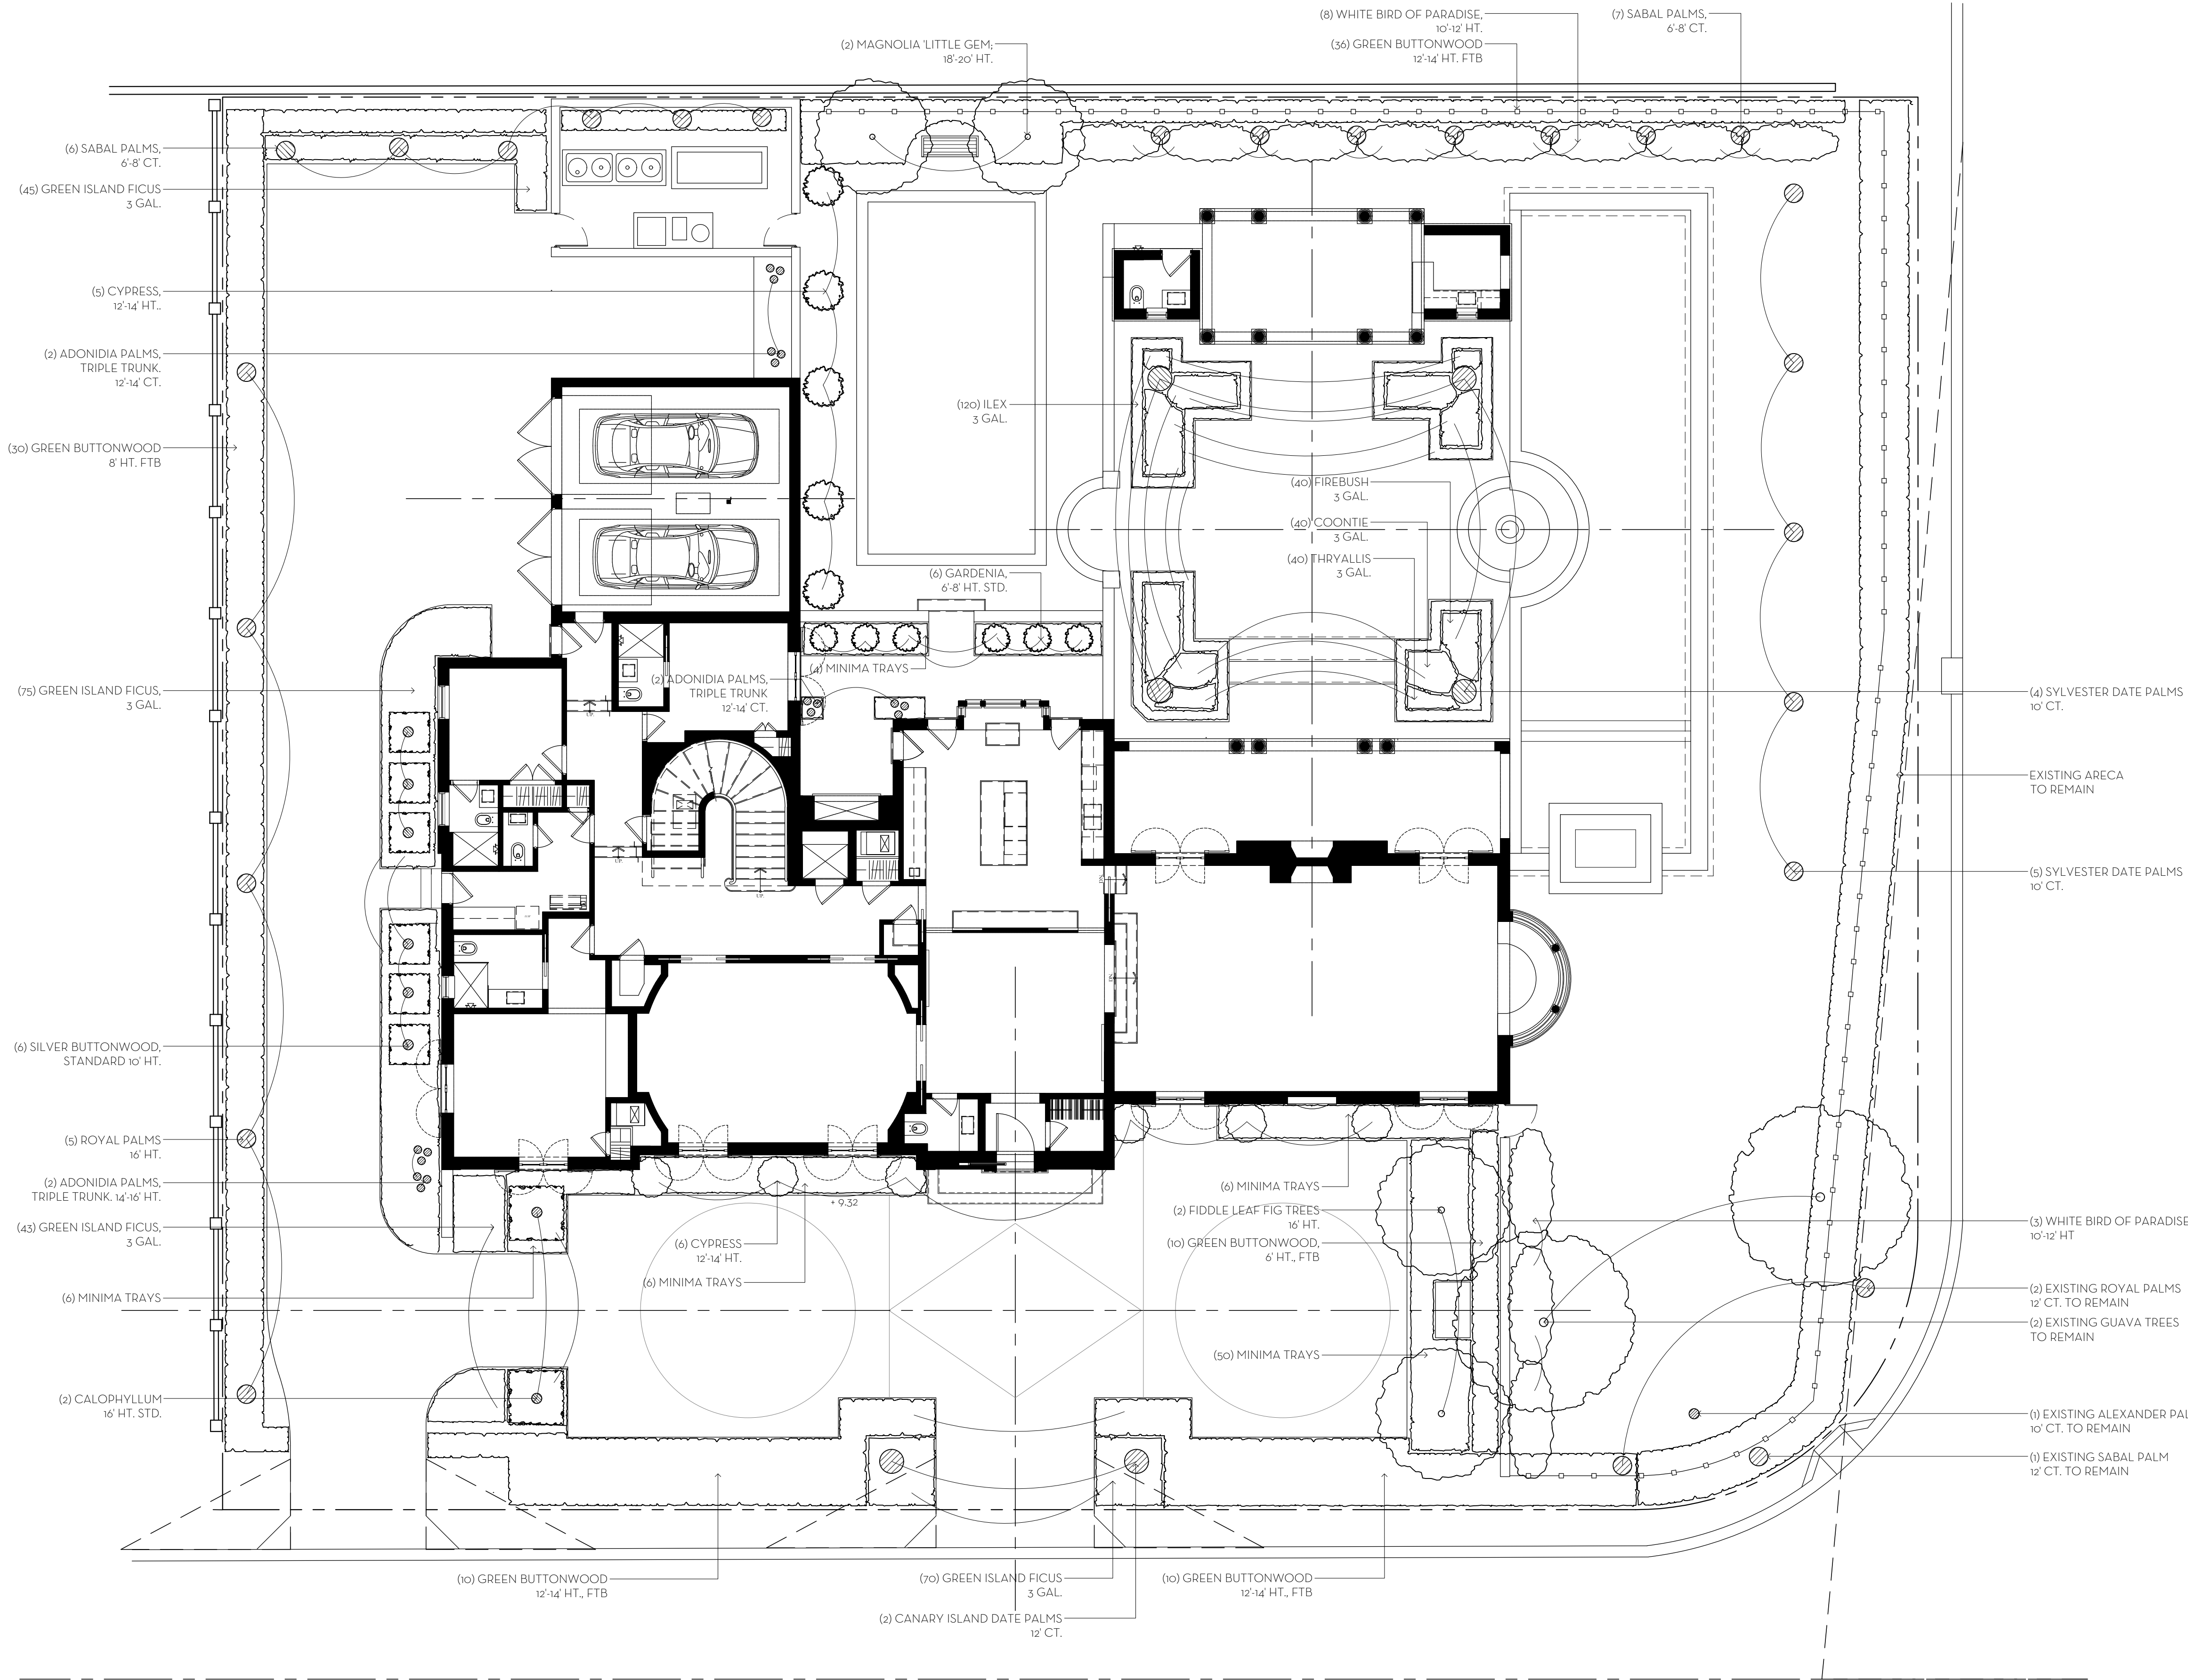 (8) WHITE BIRD OF PARADISE,
10'-12' HT.
(36) GREEN BUTTONWOOD
12'-14' HT. FTB
(7) SABAL PALMS,
6'-8' CT.
(2) MAGNOLIA 'LITTLE GEM;
18'-20' HT.
(6) SABAL PALMS,
6'-8' CT.
(45) GREEN ISLAND FICUS
3 GAL.
(5) CYPRESS,
12'-14' HT..
(2) ADONIDIA PALMS,
TRIPLE TRUNK.
12'-14' CT.
(30) GREEN BUTTONWOOD
8' HT. FTB
(120) ILEX
3 GAL.
(40) FIREBUSH
3 GAL.
(40) COONTIE
3 GAL.
(40) THRYALLIS
3 GAL.
(6) GARDENIA,
6'-8' HT. STD.
(4) MINIMA TRAYS
(2) ADONIDIA PALMS,
TRIPLE TRUNK
12'-14' CT.
(75) GREEN ISLAND FICUS,
3 GAL.
(4) SYLVESTER DATE PALMS
10' CT.
EXISTING ARECA
TO REMAIN
(5) SYLVESTER DATE PALMS
10' CT.
(6) SILVER BUTTONWOOD,
STANDARD 10' HT.
(5) ROYAL PALMS
16' HT.
(2) ADONIDIA PALMS,
TRIPLE TRUNK. 14'-16' HT.
(43) GREEN ISLAND FICUS,
3 GAL.
(6) MINIMA TRAYS
(2) CALOPHYLLUM
16' HT. STD.
+ 9.32
(6) CYPRESS
12'-14' HT.
(6) MINIMA TRAYS
(6) MINIMA TRAYS
(2) FIDDLE LEAF FIG TREES
16' HT.
(10) GREEN BUTTONWOOD,
6' HT., FTB
(50) MINIMA TRAYS
(3) WHITE BIRD OF PARADISE
10'-12' HT
(2) EXISTING ROYAL PALMS
12' CT. TO REMAIN
(2) EXISTING GUAVA TREES
TO REMAIN
(1) EXISTING ALEXANDER PAL
10' CT. TO REMAIN
(1) EXISTING SABAL PALM
12' CT. TO REMAIN
(10) GREEN BUTTONWOOD
12'-14' HT., FTB
(70) GREEN ISLAND FICUS
3 GAL.
(10) GREEN BUTTONWOOD
12'-14' HT., FTB
(2) CANARY ISLAND DATE PALMS
12' CT.